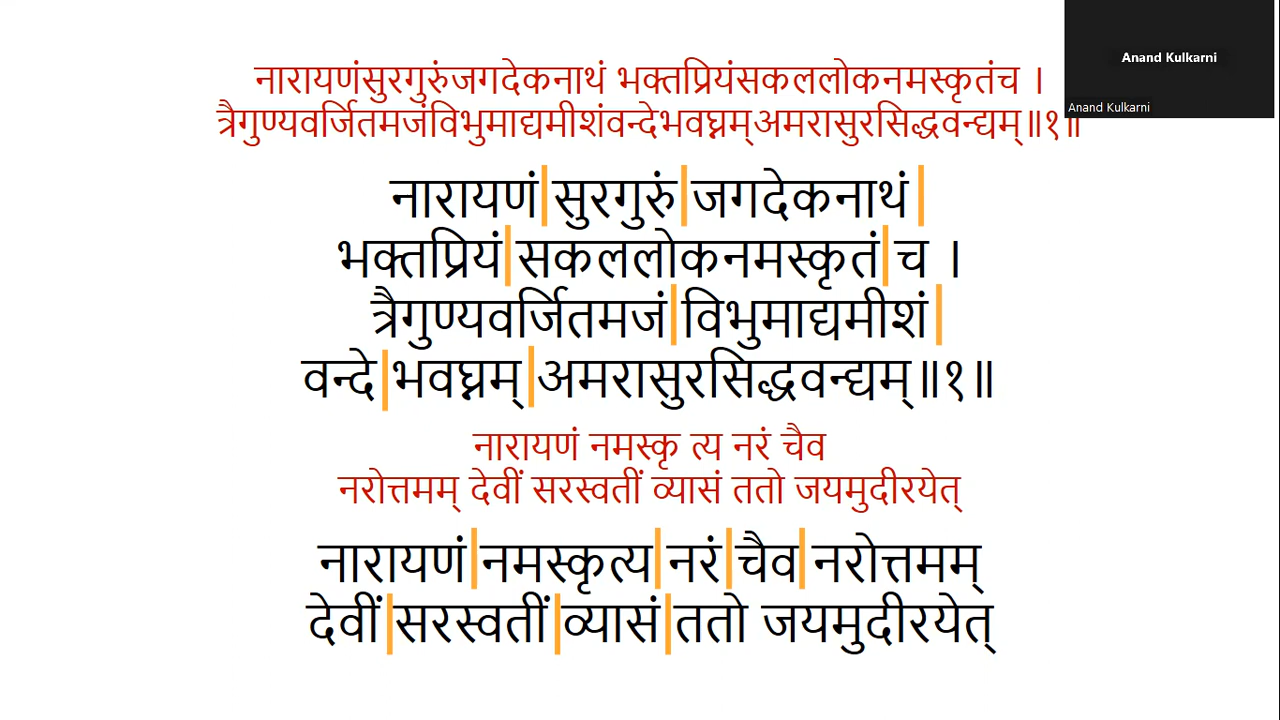 Anand Kulkarni
Anand Kulkarni
नारायणंसुरगुरुंजगदेकनाथं भक्तप्रियंसकललोकनमस्कृतंच ।
त्रैगुण्यवर्जितमजंविभुमाद्यमीशंवन्देभवघ्नम्अमरासुरसिद्धवन्द्यम्॥१॥
नारायणं|सुरगुरुं|जगदेकनाथं|
भक्तप्रियं|सकललोकनमस्कृतं|च ।
त्रैगुण्यवर्जितमजं|विभुमाद्यमीशं|
वन्दे|भवघ्नम्|अमरासुरसिद्धवन्द्यम्॥१॥
नारायणं नमस्कृ त्य नरं चैव
नरोत्तमम् देवीं सरस्वतीं व्यासं ततो जयमुदीरयेत्
नारायणं|नमस्कृत्य|नरं|चैव|नरोत्तमम्
देवीं|सरस्वतीं|व्यासं|ततो जयमुदीरयेत्